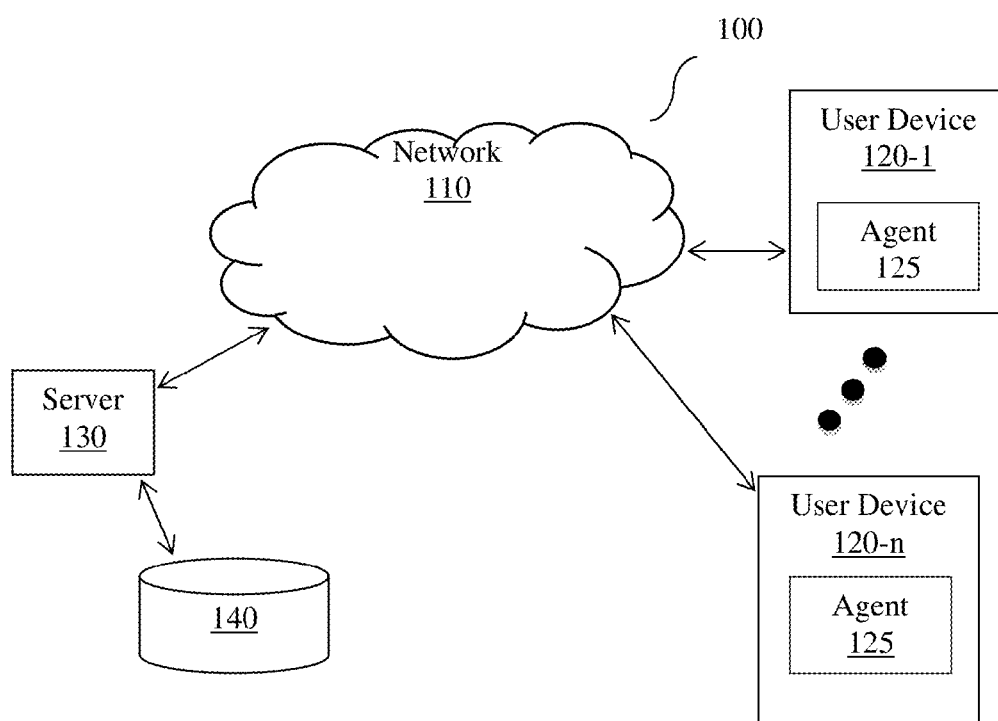 100
Network
110
User Device
120-1
Agent
125
Server
130
140
User Device
120-n
Agent
125